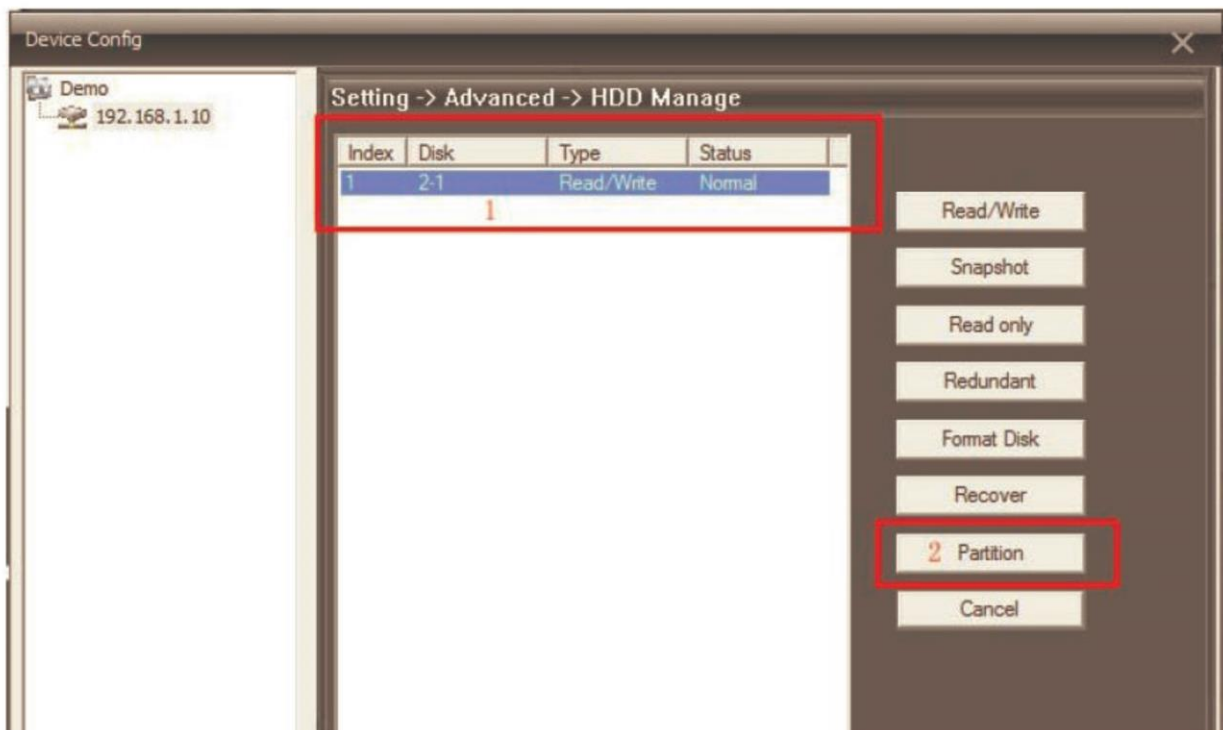 Device Config
Demo
192.168.1.10
Setting -> Advanced -> HDD Manage
Index Disk Type Status
1 2-1 Read/Write Normal
1
Read/Write
Snapshot
Read only
Redundant
Format Disk
Recover
2 Partition
Cancel